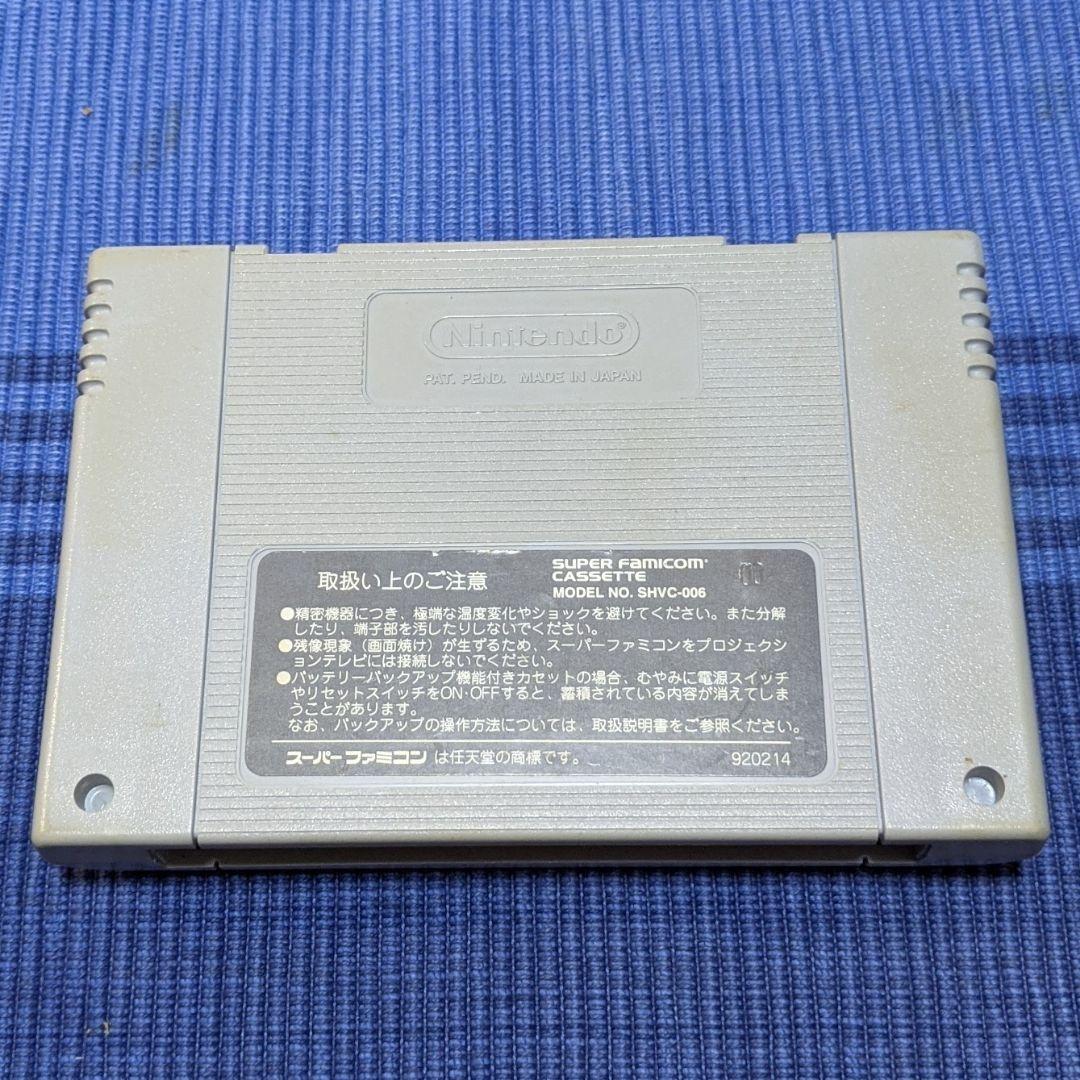 Nintendo®
PAT. PEND. MADE IN JAPAN
取扱い上のご注意
SUPER FAMICOM
CASSETTE
MODEL NO. SHVC-006
●精密機器につき、極端な温度変化やショックを避けてください。また分解
したり、端子部を汚したりしないでください。
●残像現象（画面焼け）が生ずるため、スーパーファミコンをプロジェクシ
ョンテレビには接続しないでください。
●バッテリーバックアップ機能付きカセットの場合、むやみに電源スイッチ
やリセットスイッチをON・OFFすると、蓄積されている内容が消えてしま
うことがあります。
なお、バックアップの操作方法については、取扱説明書をご参照ください。
スーパーファミコン は任天堂の商標です。
920214